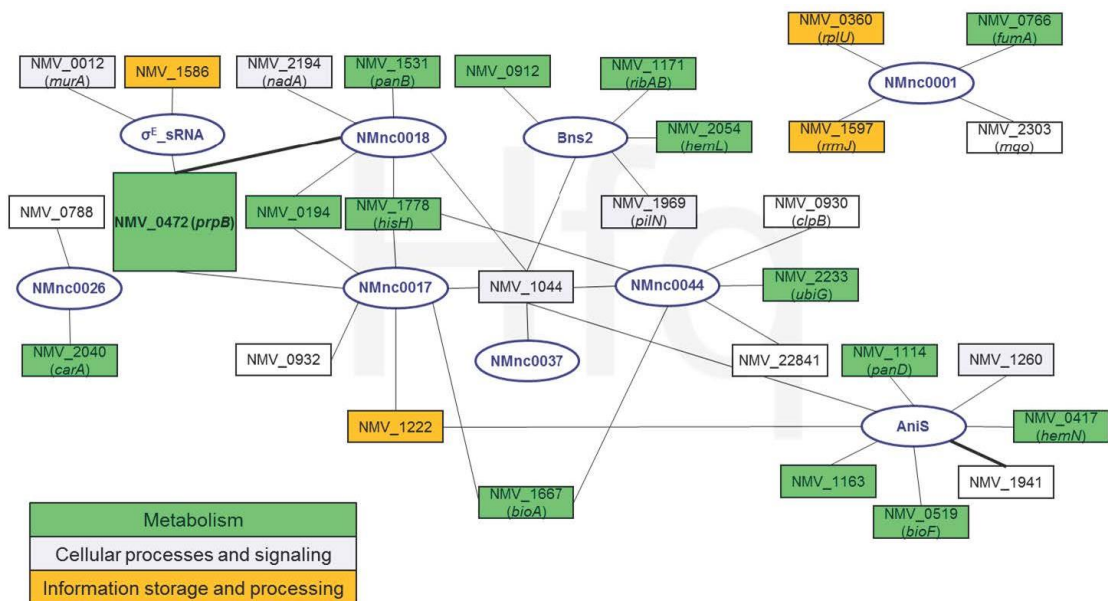 NMV_0012
(murA)
NMV_1586
NMV_2194
(nadA)
NMV_1531
(panB)
NMV_0912
NMV_1171
(ribAB)
NMV_0360
(rplU)
NMV_0766
(fumA)
σE_sRNA
NMnc0018
Bns2
NMnc0001
NMV_2054
(hemL)
NMV_1597
(rrmJ)
NMV_2303
(mqo)
NMV_0788
NMV_0472 (prpB)
NMV_0194
NMV_1778
(hisH)
NMV_1969
(pilN)
NMV_0930
(clpB)
Hfq
NMnc0026
NMnc0017
NMV_1044
NMnc0044
NMV_2233
(ubiG)
NMV_2040
(carA)
NMV_0932
NMnc0037
NMV_22841
NMV_1114
(panD)
NMV_1260
NMV_1222
AniS
NMV_0417
(hemN)
NMV_1667
(bioA)
NMV_1163
NMV_1941
NMV_0519
(bioF)
Metabolism
Cellular processes and signaling
Information storage and processing